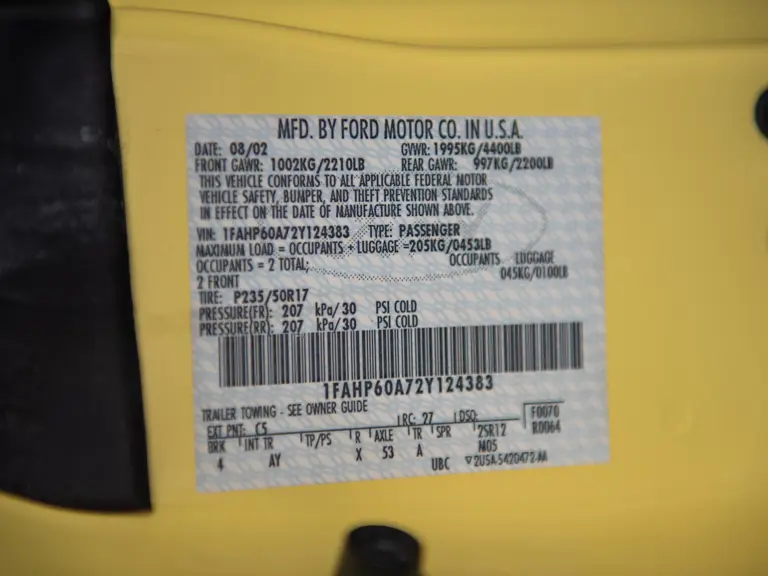 MFD. BY FORD MOTOR CO. IN U.S.A.
DATE: 08/02 GVWR: 1995KG/4400LB
FRONT GAWR: 1002KG/2210LB REAR GAWR: 997KG/2200LB
THIS VEHICLE CONFORMS TO ALL APPLICABLE FEDERAL MOTOR
VEHICLE SAFETY, BUMPER, AND THEFT PREVENTION STANDARDS
IN EFFECT ON THE DATE OF MANUFACTURE SHOWN ABOVE.
VIN: 1FAHP60A72Y124383 TYPE: PASSENGER
MAXIMUM LOAD = OCCUPANTS + LUGGAGE =205KG/0453LB
OCCUPANTS = 2 TOTAL; OCCUPANTS LUGGAGE
2 FRONT 045KG/0100LB
TIRE: P235/50R17
PRESSURE(FR): 207 kPa/30 PSI COLD
PRESSURE(RR): 207 kPa/30 PSI COLD
1FAHP60A72Y124383
TRAILER TOWING - SEE OWNER GUIDE
EXT PNT: C5 RC: 27 DSO: F0070
BRK INT TR TP/PS R AXLE TR SPR 2SR12 R0064
4 AY X 53 A M05
UBC ▽2U5A-5420472-AA